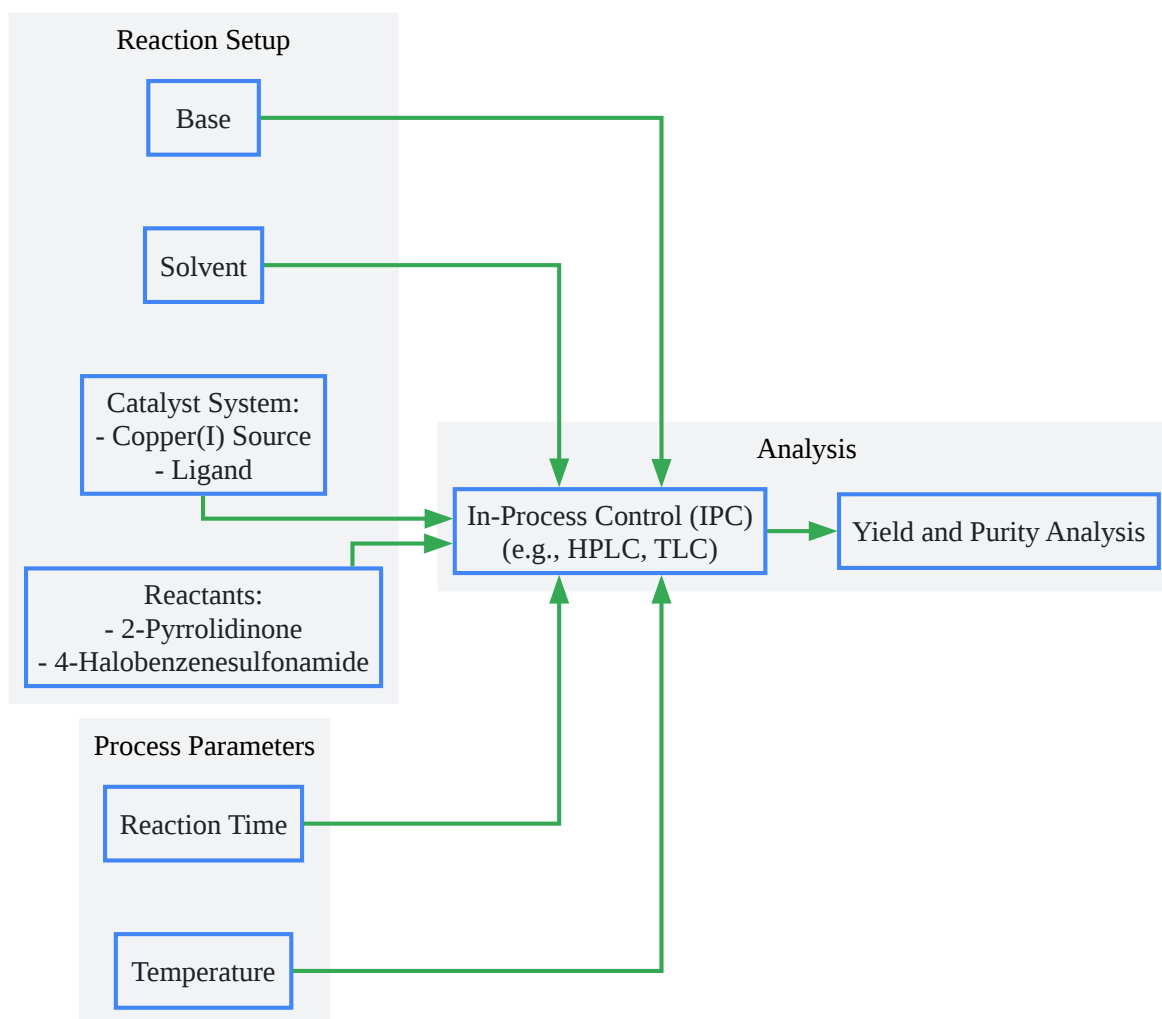 Reaction Setup
Base
Solvent
Catalyst System:
- Copper(I) Source
- Ligand
Reactants:
- 2-Pyrrolidinone
- 4-Halobenzenesulfonamide
Process Parameters
Reaction Time
Temperature
Analysis
In-Process Control (IPC)
(e.g., HPLC, TLC)
Yield and Purity Analysis